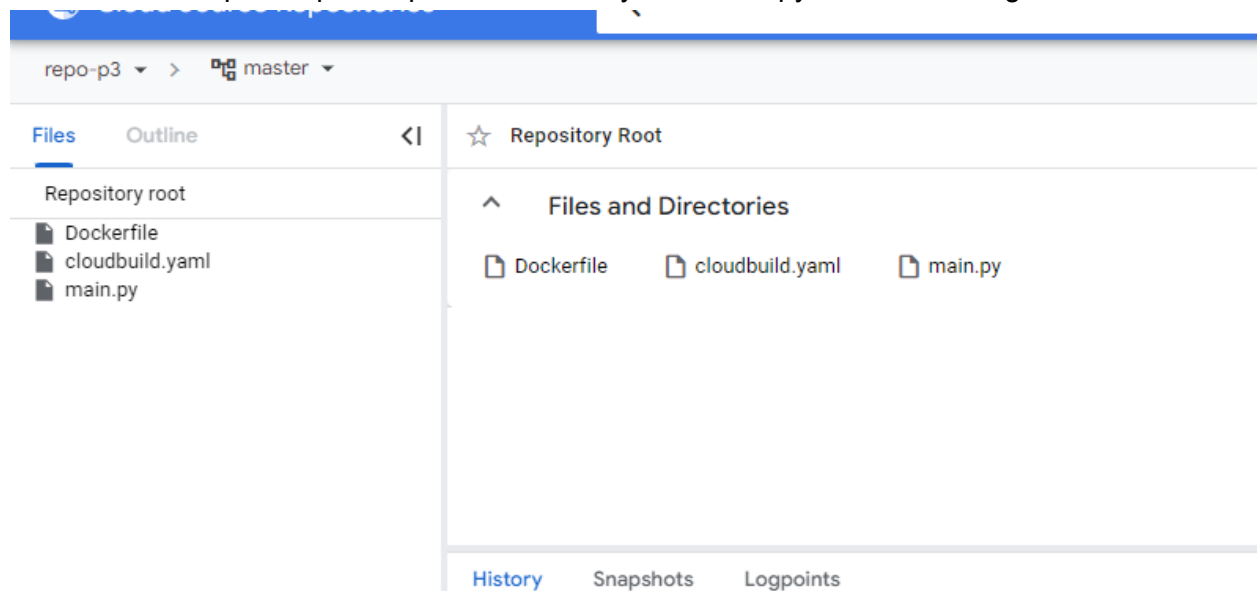 repo-p3 > master
Files Outline
Repository root
Dockerfile
cloudbuild.yaml
main.py
Repository Root
Files and Directories
Dockerfile cloudbuild.yaml main.py
History Snapshots Logpoints